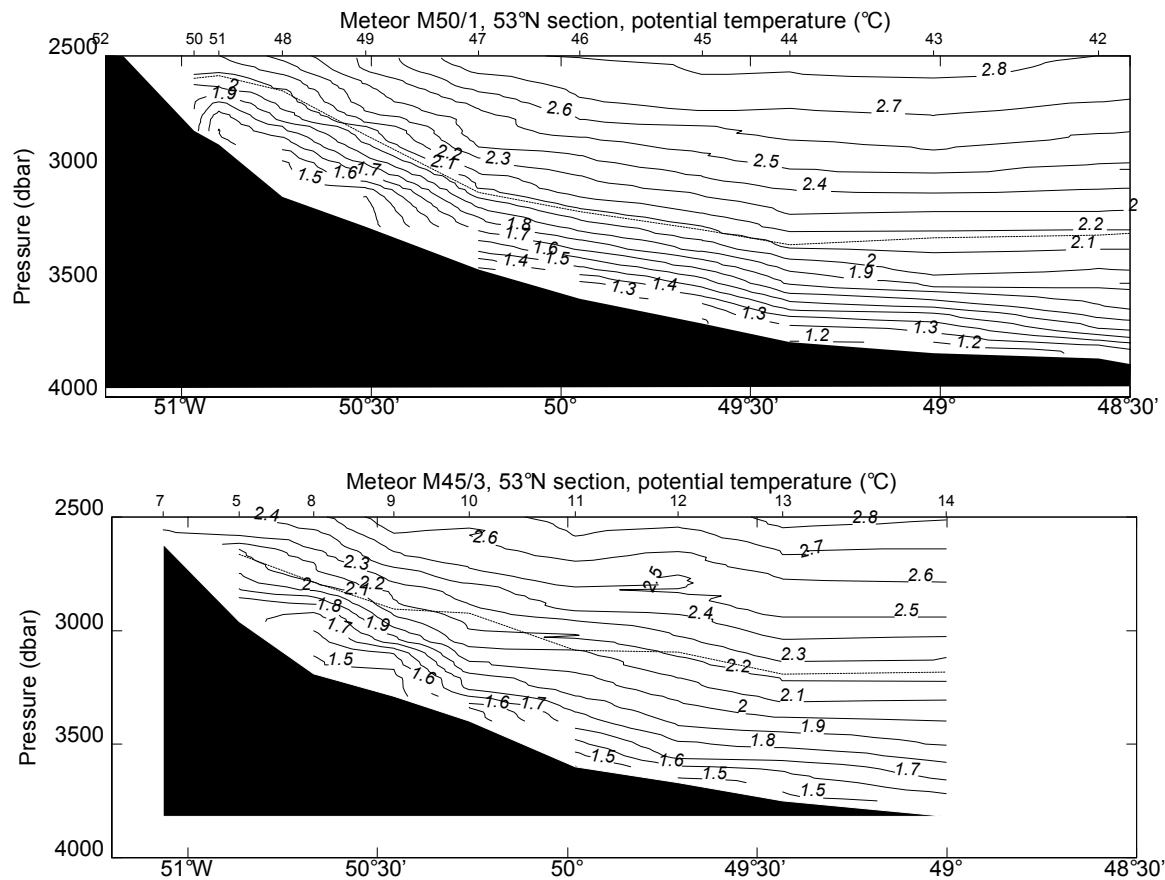 Meteor M50/1, 53°N section, potential temperature (°C)
52 50 51 48 49 47 46 45 44 43 42
2500
2.8
2.7
2.6
2
1.9
2.2 2.3 2.5
2.1
3000
1.6 1.7
1.5
2.4
2
2.2
2.1
1.8
1.7
1.6 2
1.4 1.5 1.9
3500
1.3 1.4
1.3 1.3
1.2 1.2
4000
Pressure (dbar)
51°W 50°30' 50° 49°30' 49° 48°30'
Meteor M45/3, 53°N section, potential temperature (°C)
7 5 8 9 10 11 12 13 14
2500
2.4 2.8
2.6 2.7
2.3 2.5 2.6
2 2.1 2.2
1.8 2.4 2.5
3000
1.7 1.9
2.3
1.5 2.2
1.6 2.1
1.6 1.7 2
1.9
1.8
3500
1.5 1.6 1.7
1.5 1.5
4000
Pressure (dbar)
51°W 50°30' 50° 49°30' 49° 48°30'